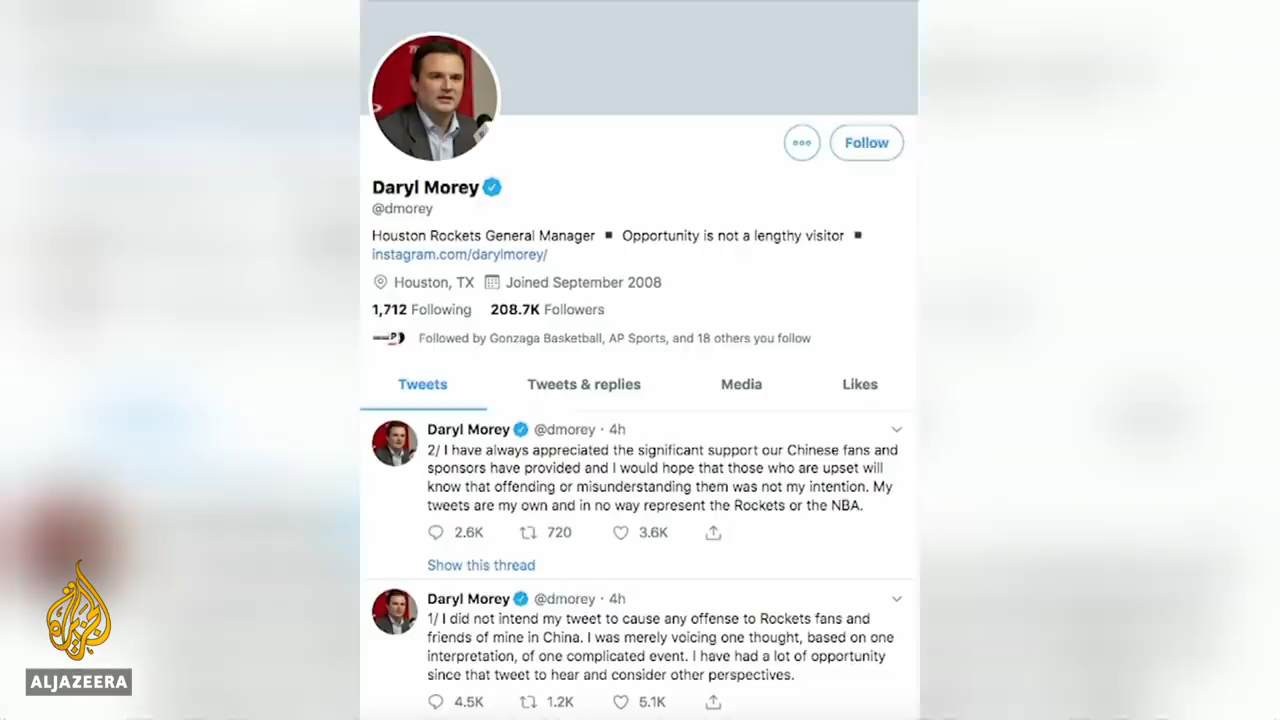 Follow
Daryl Morey
@dmorey
Houston Rockets General Manager ▪ Opportunity is not a lengthy visitor ▪
instagram.com/darylmorey/
Houston, TX Joined September 2008
1,712 Following 208.7K Followers
Followed by Gonzaga Basketball, AP Sports, and 18 others you follow
Tweets Tweets & replies Media Likes
Daryl Morey @dmorey · 4h
2/ I have always appreciated the significant support our Chinese fans and
sponsors have provided and I would hope that those who are upset will
know that offending or misunderstanding them was not my intention. My
tweets are my own and in no way represent the Rockets or the NBA.
2.6K 720 3.6K
Show this thread
Daryl Morey @dmorey · 4h
1/ I did not intend my tweet to cause any offense to Rockets fans and
friends of mine in China. I was merely voicing one thought, based on one
interpretation, of one complicated event. I have had a lot of opportunity
since that tweet to hear and consider other perspectives.
4.5K 1.2K 5.1K
ALJAZEERA